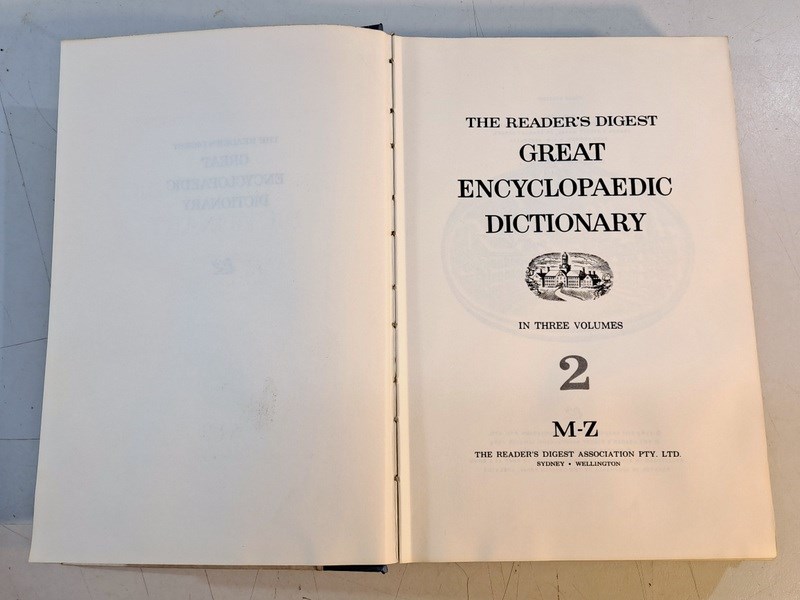 THE READER'S DIGEST
GREAT
ENCYCLOPAEDIC
DICTIONARY
IN THREE VOLUMES
2
M-Z
THE READER'S DIGEST ASSOCIATION PTY. LTD.
SYDNEY • WELLINGTON